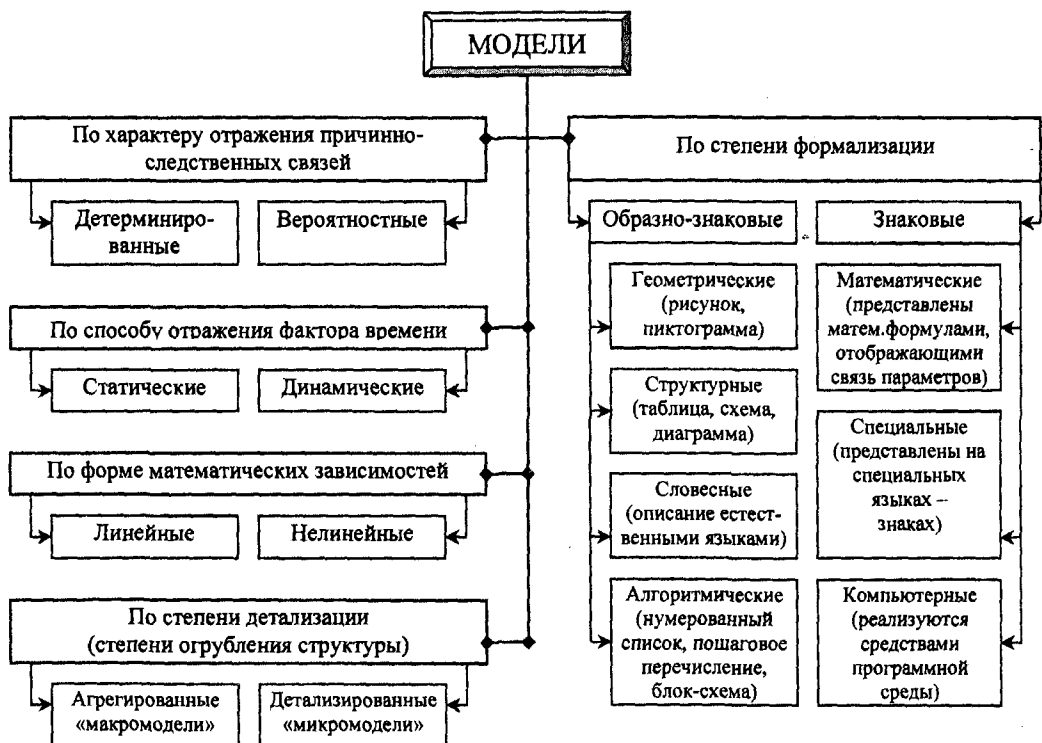 МОДЕЛИ
По характеру отражения причинно-
следственных связей
Детерминиро-
ванные
Вероятностные
По способу отражения фактора времени
Статические
Динамические
По форме математических зависимостей
Линейные
Нелинейные
По степени детализации
(степени огрубления структуры)
Агрегированные
«макромодели»
Детализированные
«микромодели»
По степени формализации
Образно-знаковые
Геометрические
(рисунок,
пиктограмма)
Структурные
(таблица, схема,
диаграмма)
Словесные
(описание естест-
венными языками)
Алгоритмические
(нумерованный
список, пошаговое
перечисление,
блок-схема)
Знаковые
Математические
(представлены
матем.формулами,
отображающими
связь параметров)
Специальные
(представлены на
специальных
языках –
знаках)
Компьютерные
(реализуются
средствами
программной
среды)